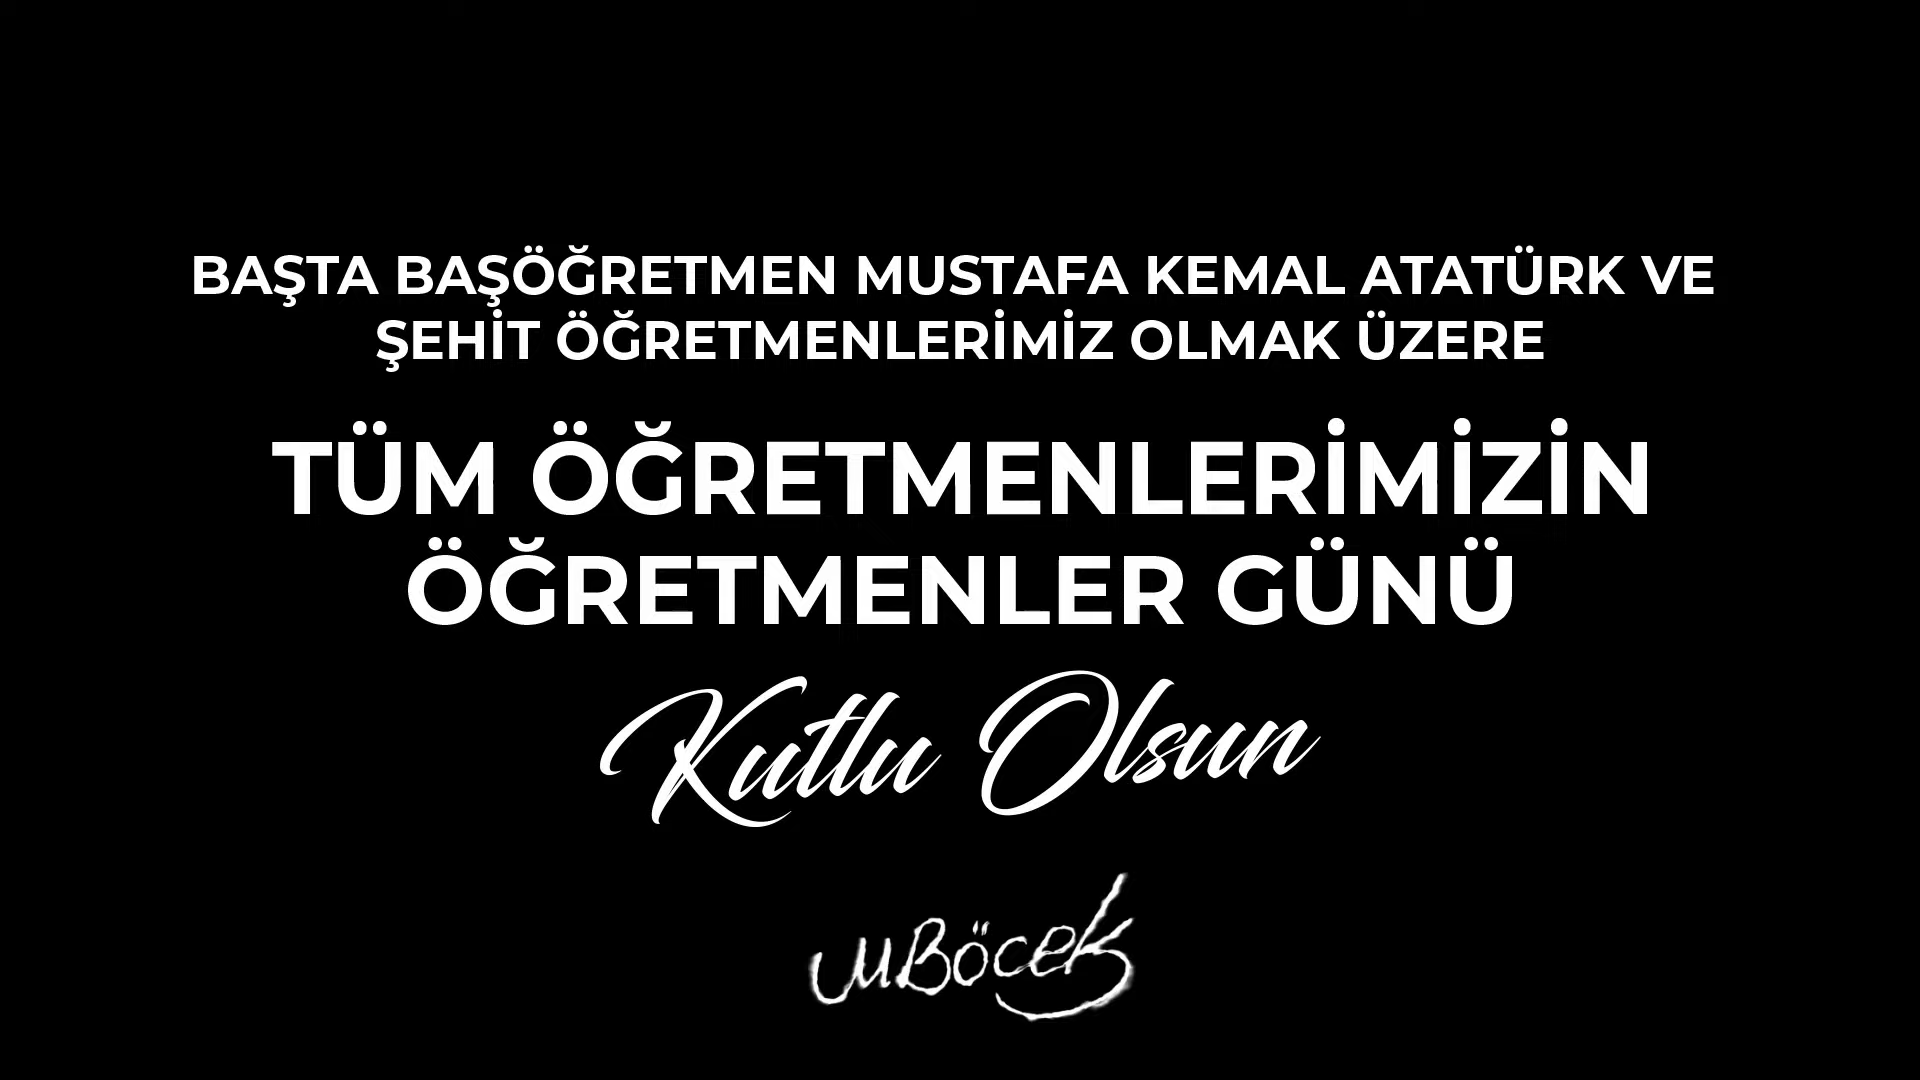 BAŞTA BAŞÖĞRETMEN MUSTAFA KEMAL ATATÜRK VE
ŞEHİT ÖĞRETMENLERİMİZ OLMAK ÜZERE
TÜM ÖĞRETMENLERİMİZİN
ÖĞRETMENLER GÜNÜ
Kutlu Olsun
MBöcek